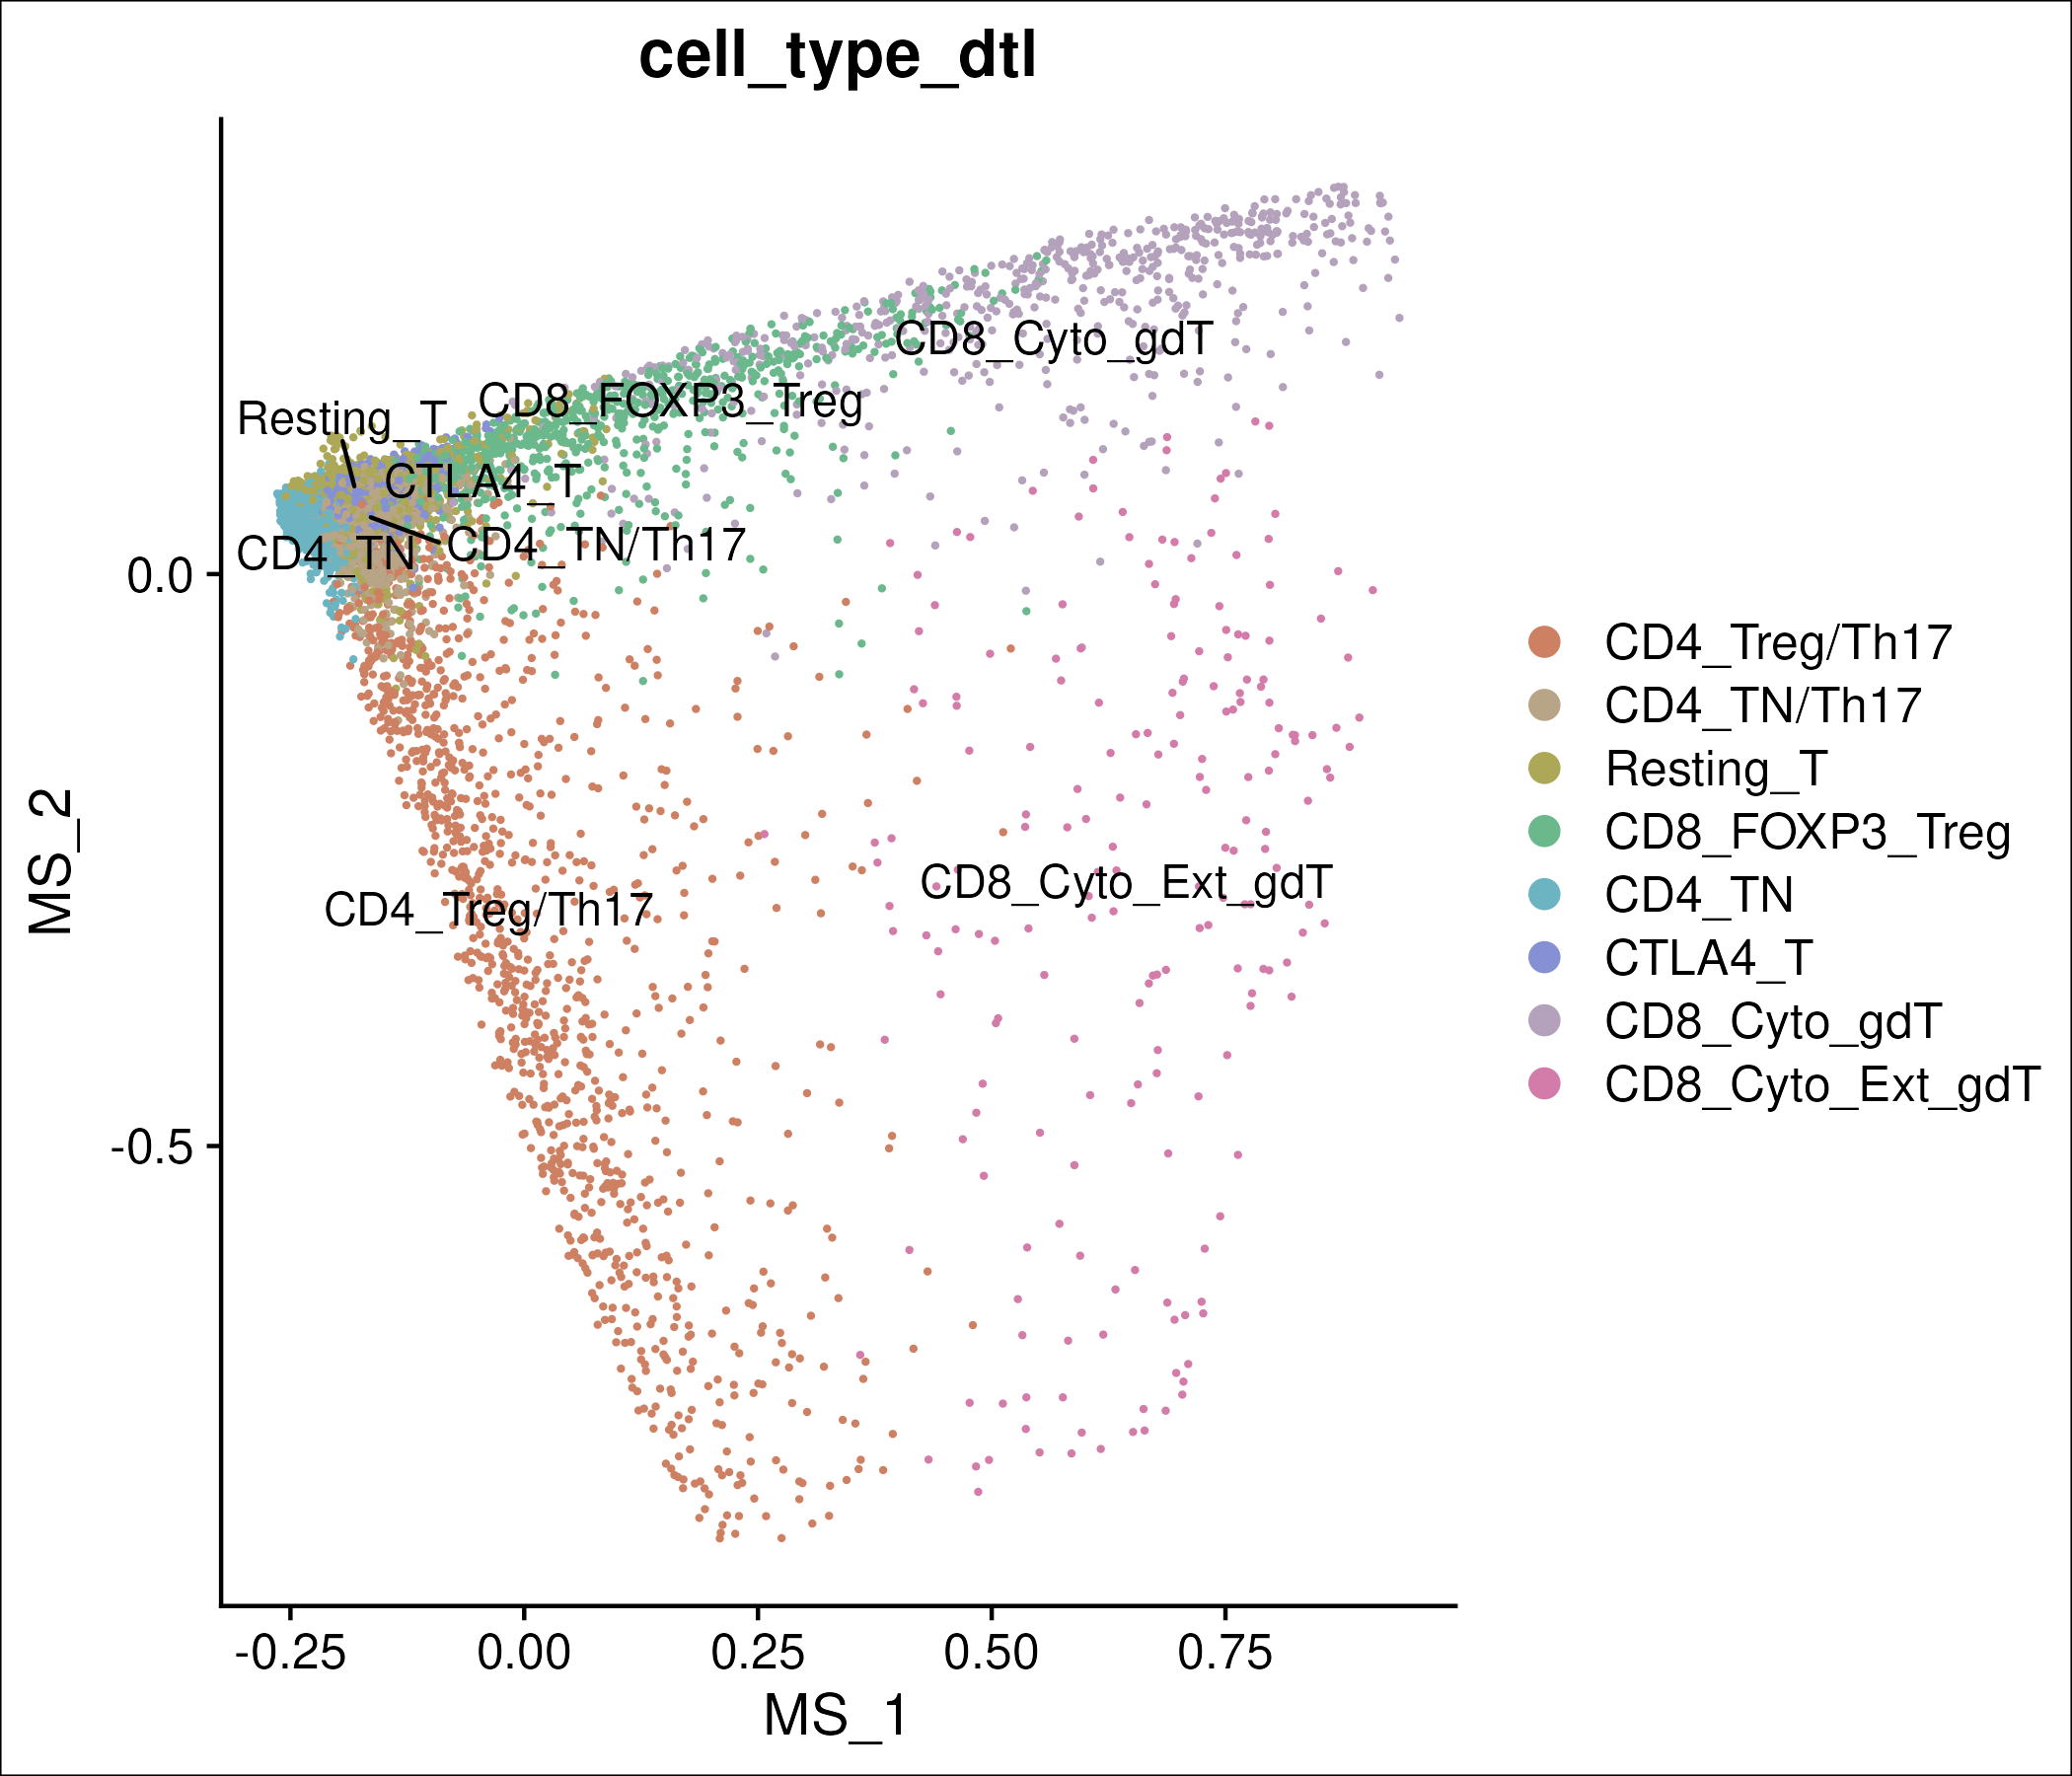 cell_type_dtl
CD8_Cyto_gdT
CD8_FOXP3_Treg
Resting_T
CTLA4_T
CD4_TN/Th17
CD4_TN
CD8_Cyto_Ext_gdT
CD4_Treg/Th17
MS_2
0.0
-0.5
-0.25 0.00 0.25 0.50 0.75
MS_1
CD4_Treg/Th17
CD4_TN/Th17
Resting_T
CD8_FOXP3_Treg
CD4_TN
CTLA4_T
CD8_Cyto_gdT
CD8_Cyto_Ext_gdT